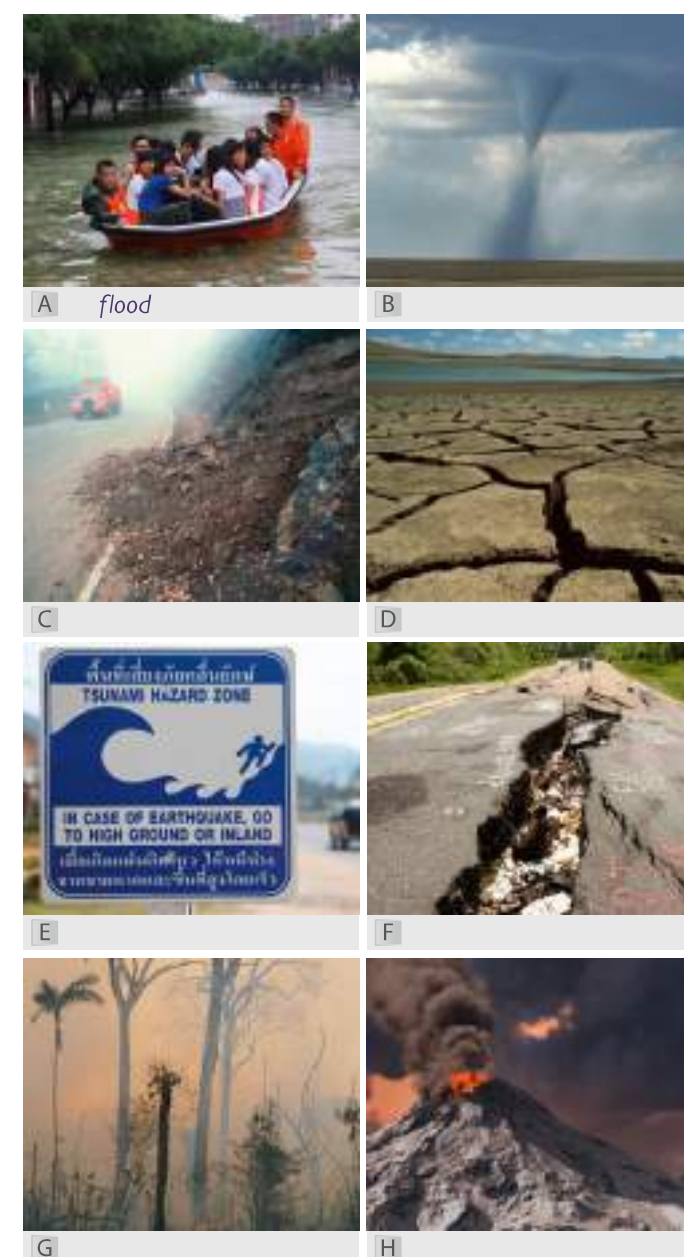 A flood
B
C
D
TSUNAMI HAZARD ZONE
IN CASE OF EARTHQUAKE, GO
TO HIGH GROUND OR INLAND
E
F
G
H